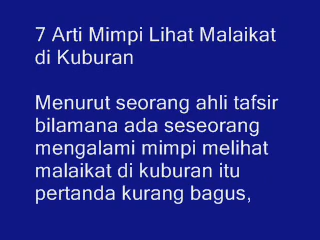 7 Arti Mimpi Lihat Malaikat
di Kuburan
Menurut seorang ahli tafsir
bilamana ada seseorang
mengalami mimpi melihat
malaikat di kuburan itu
pertanda kurang bagus,